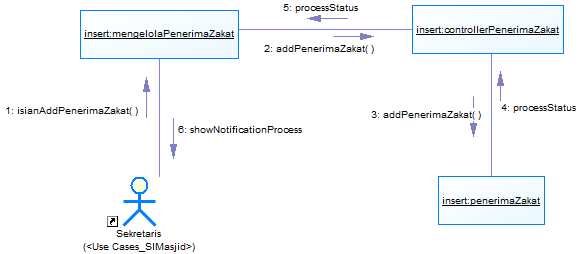 5: processStatus
insert:mengelolaPenerimaZakat
insert:controllerPenerimaZakat
2: addPenerimaZakat( )
1: isianAddPenerimaZakat( )
3: addPenerimaZakat( )
4: processStatus
6: showNotificationProcess
insert:penerimaZakat
Sekretaris
(<Use Cases_SIMasjid>)